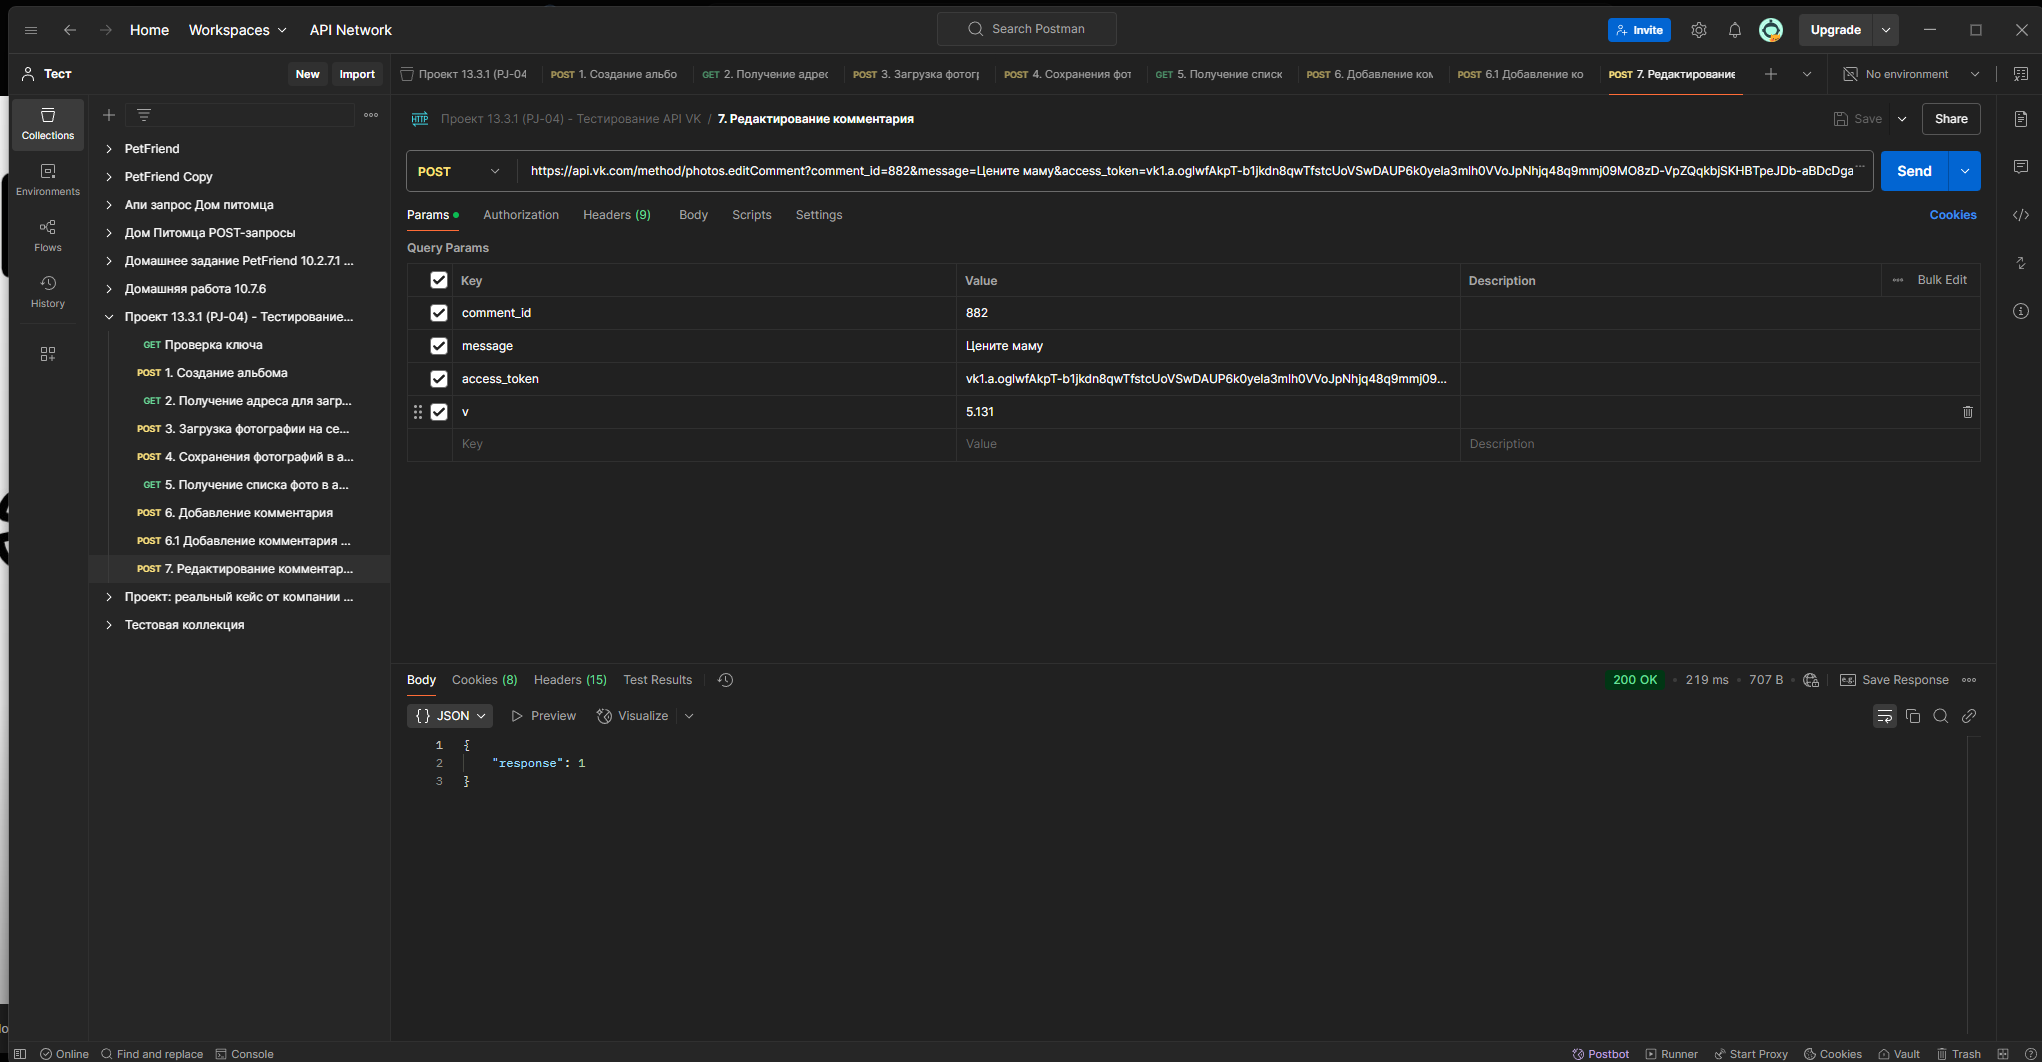 Home Workspaces API Network Search Postman Invite Upgrade
Тест New Import
Проект 13.3.1 (PJ-04 POST 1. Создание альбо GET 2. Получение адрес POST 3. Загрузка фотогр POST 4. Сохранения фот GET 5. Получение списк POST 6. Добавление ком POST 6.1 Добавление ко POST 7. Редактирование No environment
Collections
Environments
Flows
History
PetFriend
PetFriend Copy
Апи запрос Дом питомца
Дом Питомца POST-запросы
Домашнее задание PetFriend 10.2.7.1 ...
Домашняя работа 10.7.6
Проект 13.3.1 (PJ-04) - Тестирование...
GET Проверка ключа
POST 1. Создание альбома
GET 2. Получение адреса для загр...
POST 3. Загрузка фотографии на се...
POST 4. Сохранения фотографий в а...
GET 5. Получение списка фото в а...
POST 6. Добавление комментария
POST 6.1 Добавление комментария ...
POST 7. Редактирование комментар...
Проект: реальный кейс от компании ...
Тестовая коллекция
HTTP Проект 13.3.1 (PJ-04) - Тестирование API VK / 7. Редактирование комментария Save Share
POST https://api.vk.com/method/photos.editComment?comment_id=882&message=Цените маму&access_token=vk1.a.oglwfAkpT-b1jkdn8qwTfstcUoVSwDAUP6k0yela3mlh0VVoJpNhjq48q9mmj09MO8zD-VpZQqkbjSKHBTpeJDb-aBDcDga Send
Params Authorization Headers (9) Body Scripts Settings Cookies
Query Params
Key Value Description Bulk Edit
comment_id 882
message Цените маму
access_token vk1.a.oglwfAkpT-b1jkdn8qwTfstcUoVSwDAUP6k0yela3mlh0VVoJpNhjq48q9mmj09...
v 5.131
Key Value Description
Body Cookies (8) Headers (15) Test Results 200 OK 219 ms 707 B Save Response
{} JSON Preview Visualize
1 {
2 "response": 1
3 }
Online Find and replace Console Postbot Runner Start Proxy Cookies Vault Trash